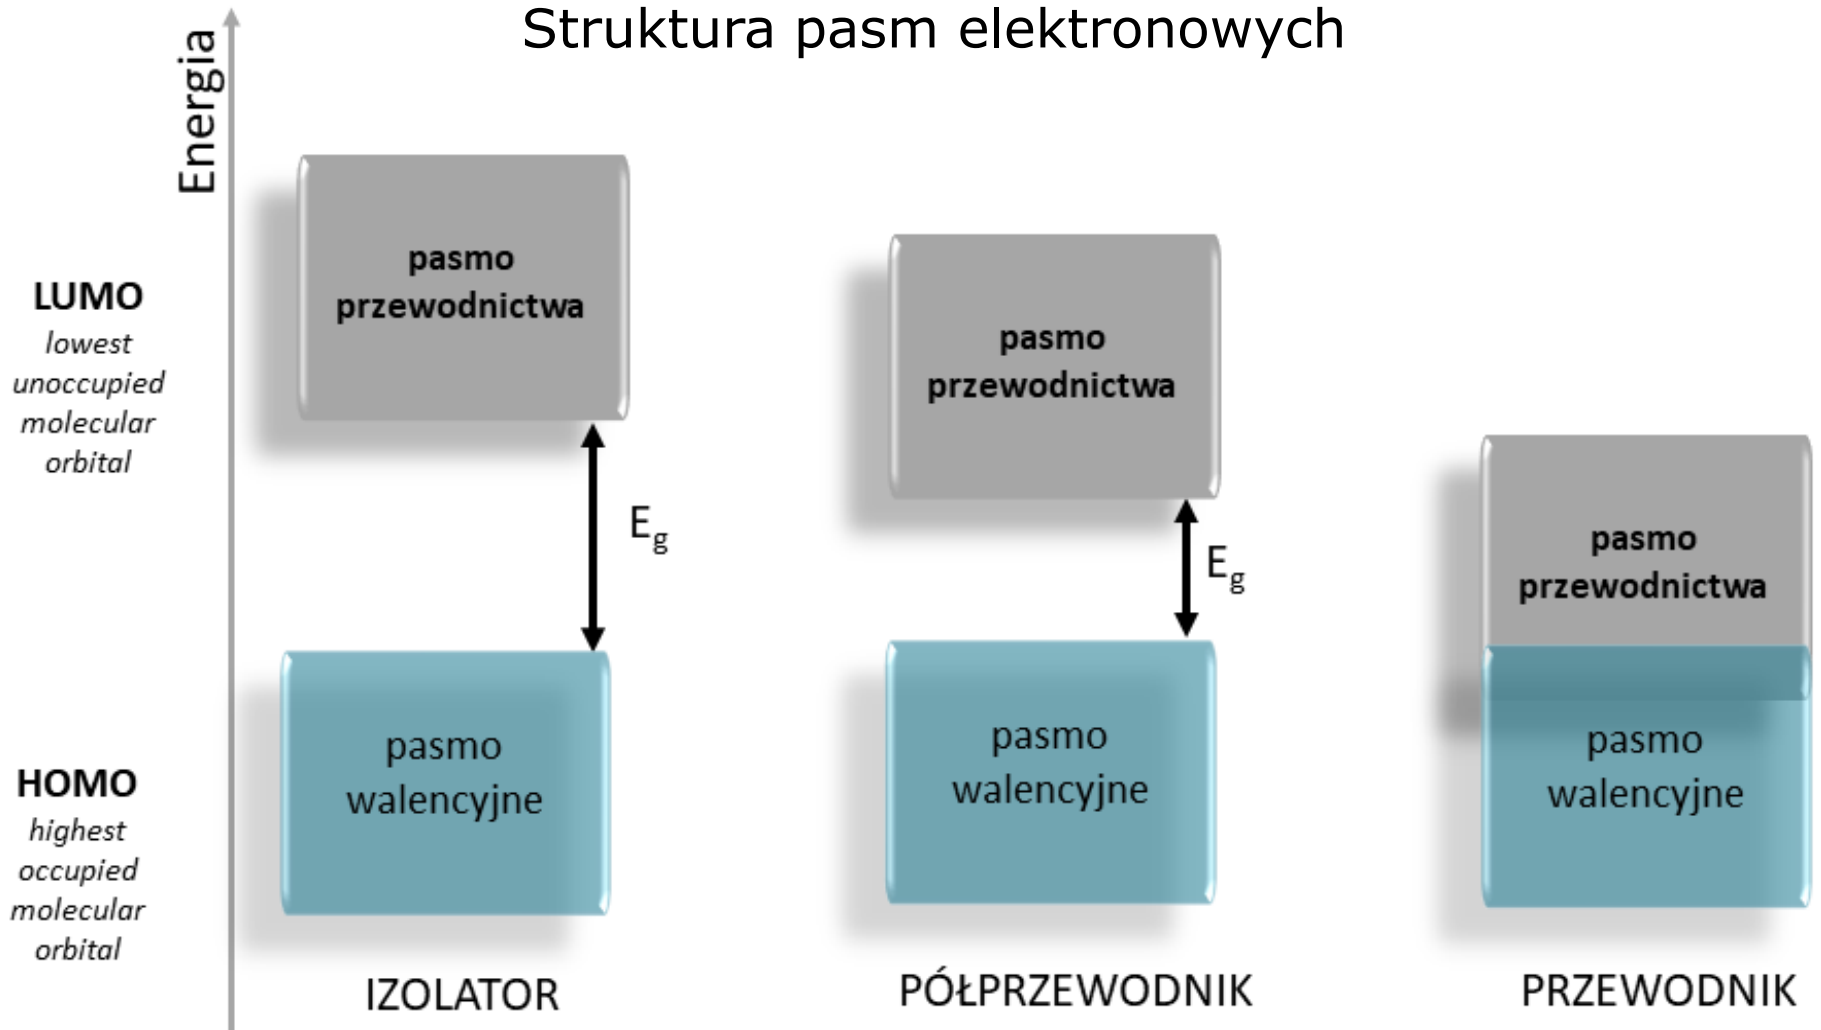 Struktura pasm elektronowych
Energia
LUMO
lowest
unoccupied
molecular
orbital
HOMO
highest
occupied
molecular
orbital
pasmo
przewodnictwa
Eg
pasmo
walencyjne
IZOLATOR
pasmo
przewodnictwa
Eg
pasmo
walencyjne
PÓŁPRZEWODNIK
pasmo
przewodnictwa
pasmo
walencyjne
PRZEWODNIK